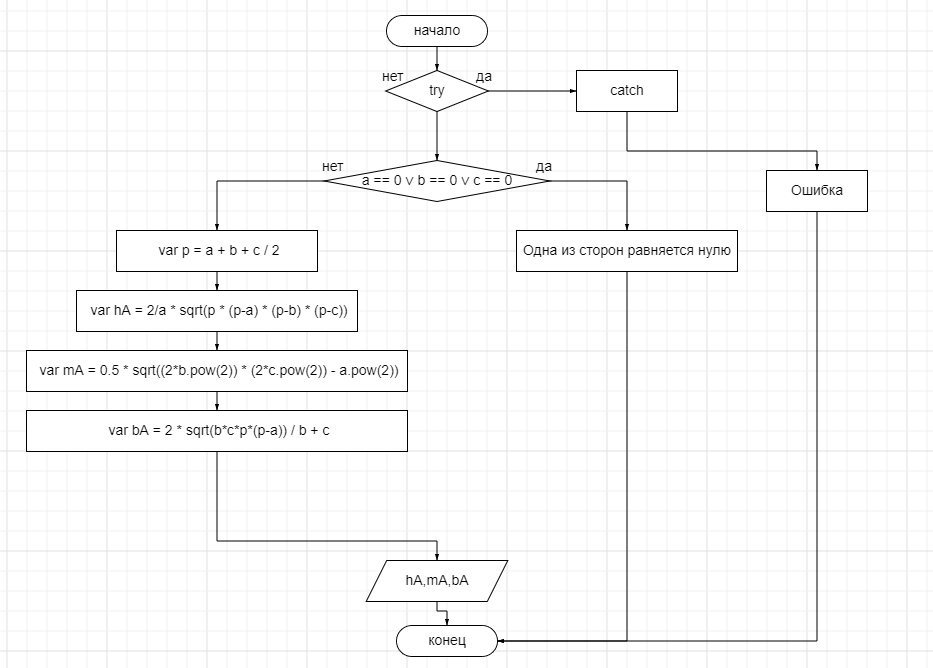 начало
нет
да
try
catch
нет
да
a == 0 v b == 0 v c == 0
Ошибка
var p = a + b + c / 2
Одна из сторон равняется нулю
var hA = 2/a * sqrt(p * (p-a) * (p-b) * (p-c))
var mA = 0.5 * sqrt((2*b.pow(2)) * (2*c.pow(2)) - a.pow(2))
var bA = 2 * sqrt(b*c*p*(p-a)) / b + c
hA,mA,bA
конец